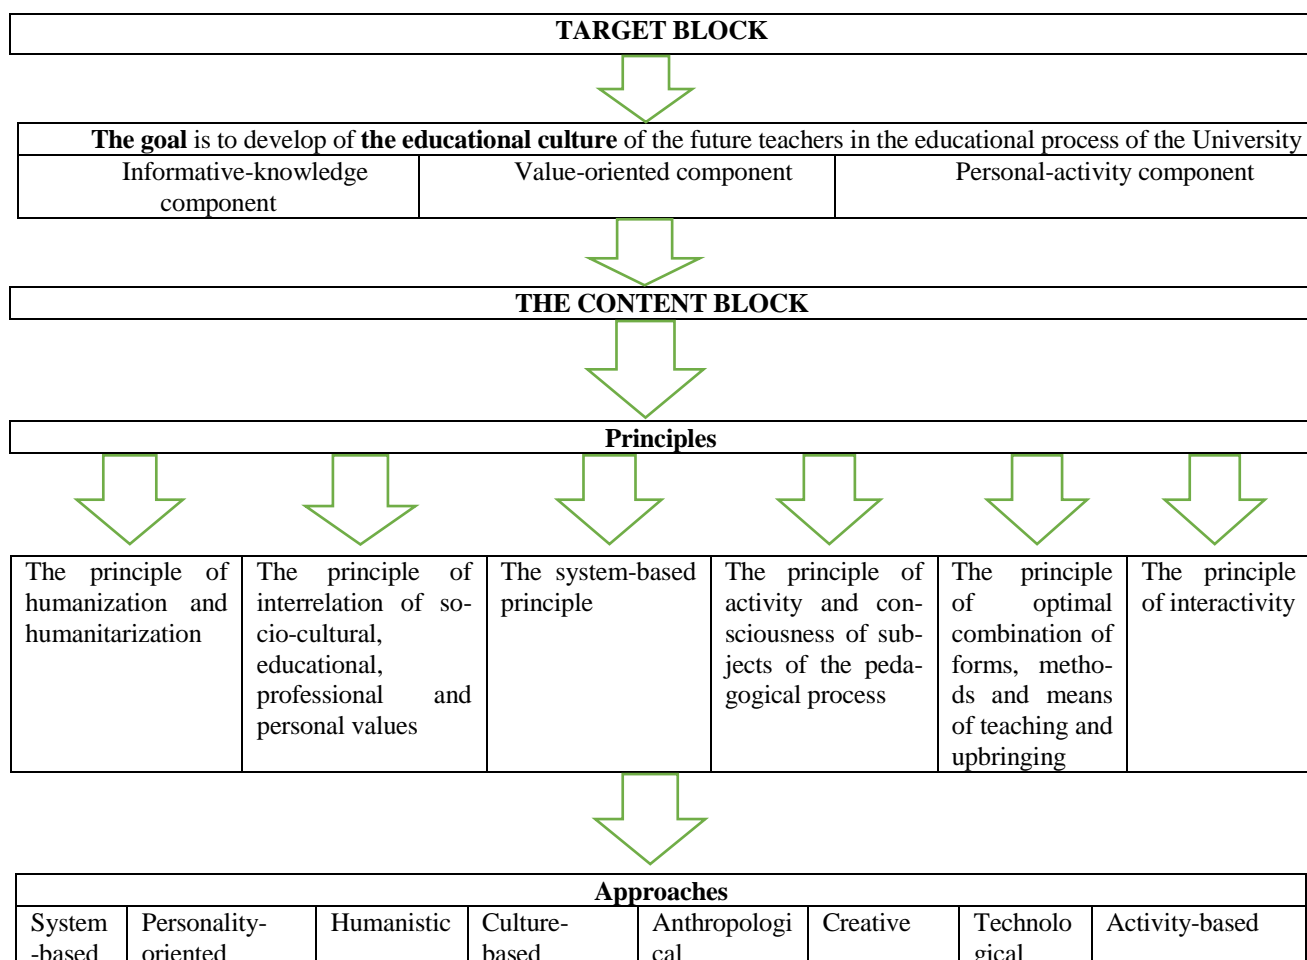 TARGET BLOCK
The goal is to develop of the educational culture of the future teachers in the educational process of the University
Informative-knowledge
component
Value-oriented component
Personal-activity component
THE CONTENT BLOCK
Principles
The principle of
humanization and
humanitarization
The principle of
interrelation of so-
cio-cultural,
educational,
professional and
personal values
The system-based
principle
The principle of
activity and con-
sciousness of sub-
jects of the peda-
gogical process
The principle
of optimal
combination of
forms, metho-
ds and means
of teaching and
upbringing
The principle
of interactivity
Approaches
System
-based
Personality-
oriented
Humanistic
Culture-
based
Anthropologi
cal
Creative
Technolo
gical
Activity-based